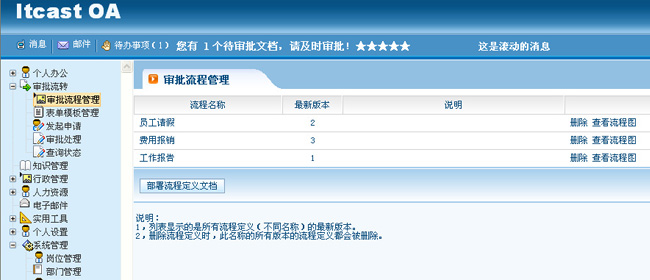 Itcast OA
消息 邮件 待办事项(1) 您有 1 个待审批文档，请及时审批！★★★★★ 这是滚动的消息
个人办公
审批流转
审批流程管理
表单模板管理
发起申请
审批处理
查询状态
知识管理
行政管理
人力资源
电子邮件
实用工具
个人设置
系统管理
岗位管理
部门管理
审批流程管理
流程名称 最新版本 说明
员工请假 2 删除 查看流程图
费用报销 3 删除 查看流程图
工作报告 1 删除 查看流程图
部署流程定义文档
说明：
1，列表显示的是所有流程定义（不同名称）的最新版本。
2，删除流程定义时，此名称的所有版本的流程定义都会被删除。